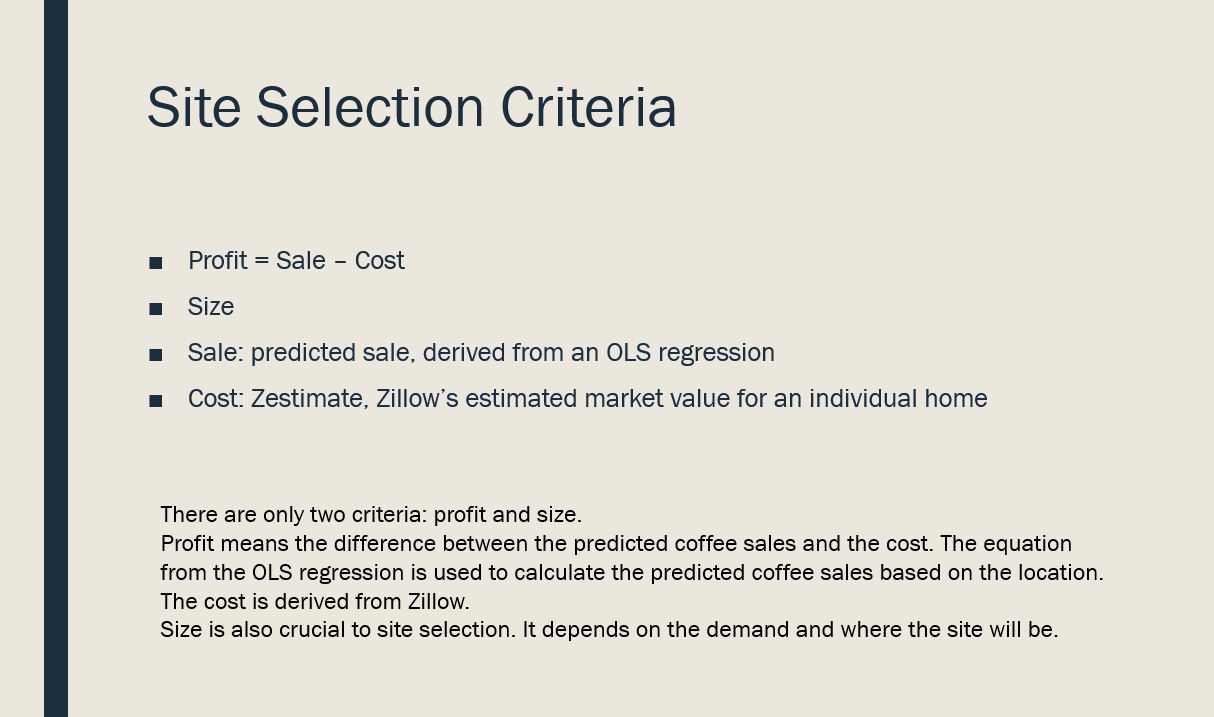 Site Selection Criteria
■ Profit = Sale – Cost
■ Size
■ Sale: predicted sale, derived from an OLS regression
■ Cost: Zestimate, Zillow’s estimated market value for an individual home
There are only two criteria: profit and size.
Profit means the difference between the predicted coffee sales and the cost. The equation
from the OLS regression is used to calculate the predicted coffee sales based on the location.
The cost is derived from Zillow.
Size is also crucial to site selection. It depends on the demand and where the site will be.